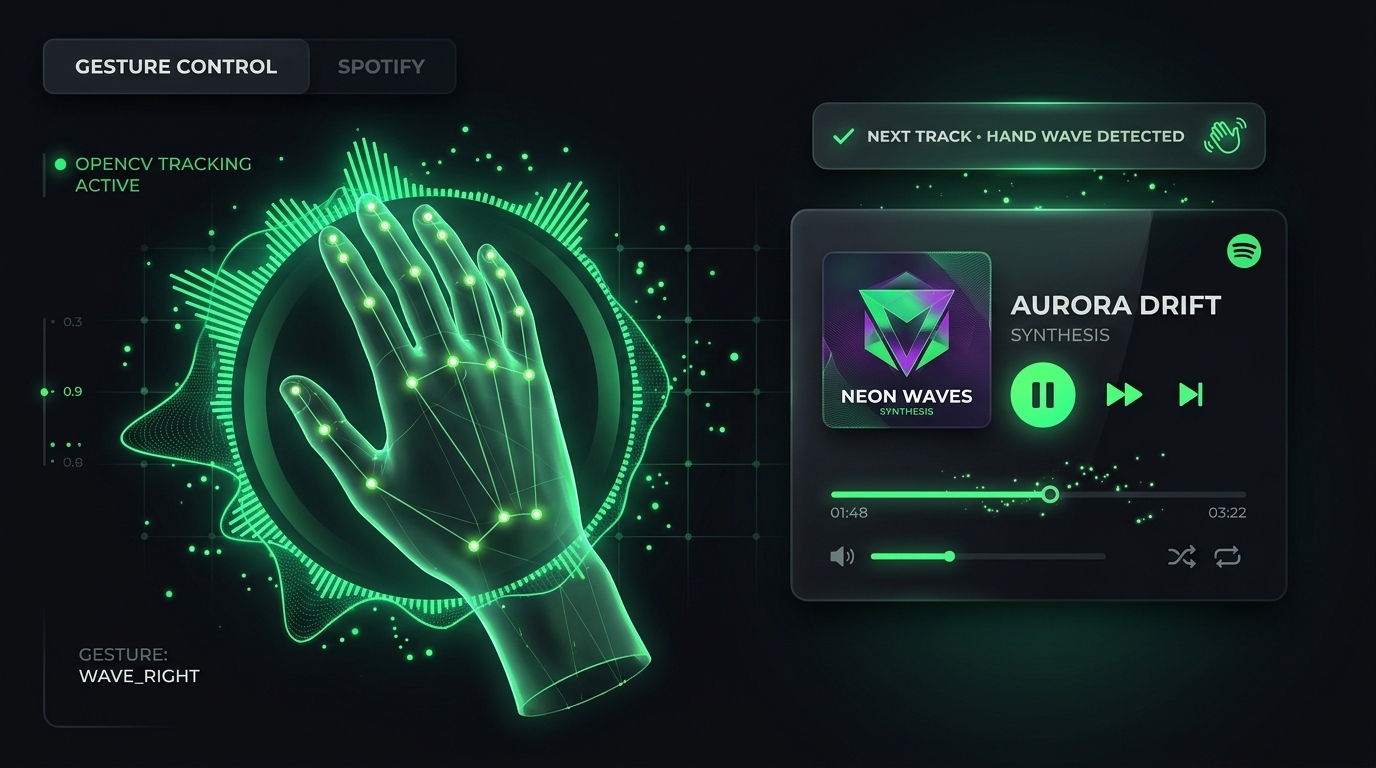 GESTURE CONTROL
SPOTIFY
OPENCV TRACKING
ACTIVE
0.3
0.9
0.9
GESTURE:
WAVE_RIGHT
NEXT TRACK • HAND WAVE DETECTED
NEON WAVES
SYNTHESIS
AURORA DRIFT
SYNTHESIS
01:48
03:22